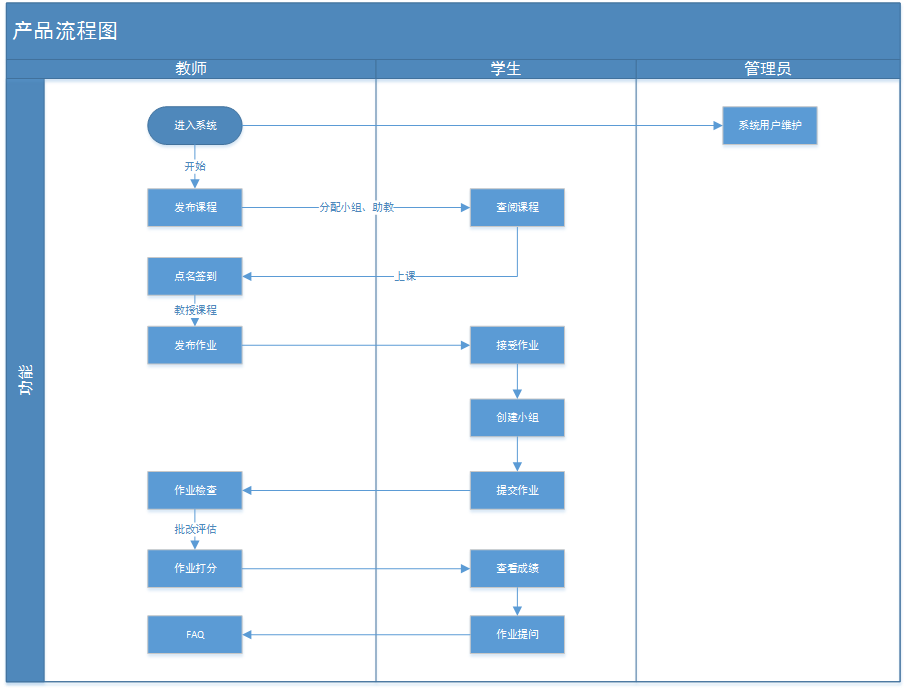 产品流程图
教师
学生
管理员
功能
进入系统
系统用户维护
开始
发布课程
分配小组、助教
查阅课程
点名签到
上课
教授课程
发布作业
接受作业
创建小组
作业检查
提交作业
批改评估
作业打分
查看成绩
FAQ
作业提问